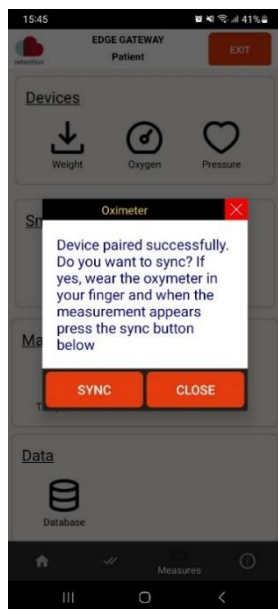 15:45
41%
EDGE GATEWAY
Patient
EXIT
retention
Devices
Weight
Oxygen
Pressure
Oximeter
Device paired successfully.
Do you want to sync? If
yes, wear the oxymeter in
your finger and when the
measurement appears
press the sync button
below
SYNC
CLOSE
Data
Database
Measures